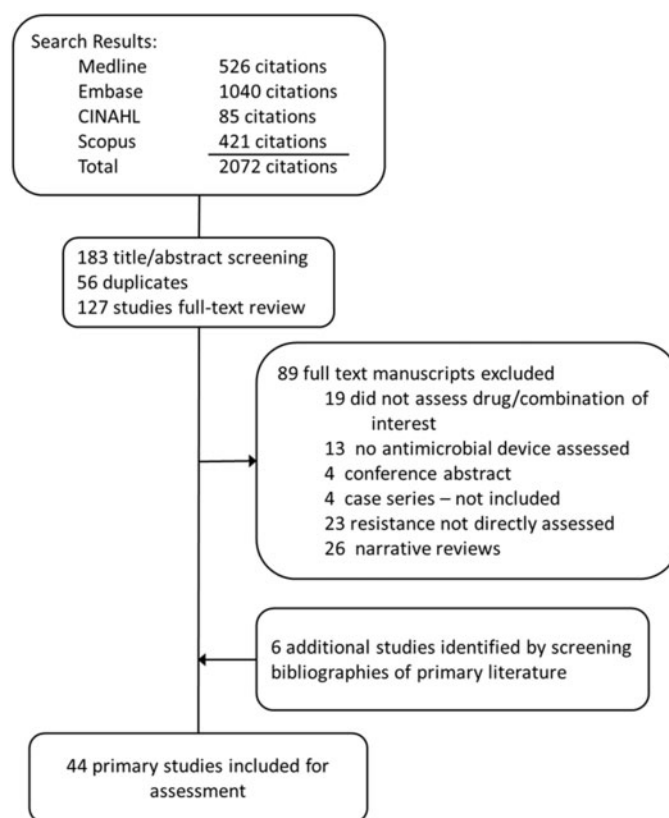 Search Results:
Medline 526 citations
Embase 1040 citations
CINAHL 85 citations
Scopus 421 citations
Total 2072 citations
183 title/abstract screening
56 duplicates
127 studies full-text review
89 full text manuscripts excluded
19 did not assess drug/combination of
interest
13 no antimicrobial device assessed
4 conference abstract
4 case series – not included
23 resistance not directly assessed
26 narrative reviews
6 additional studies identified by screening
bibliographies of primary literature
44 primary studies included for
assessment